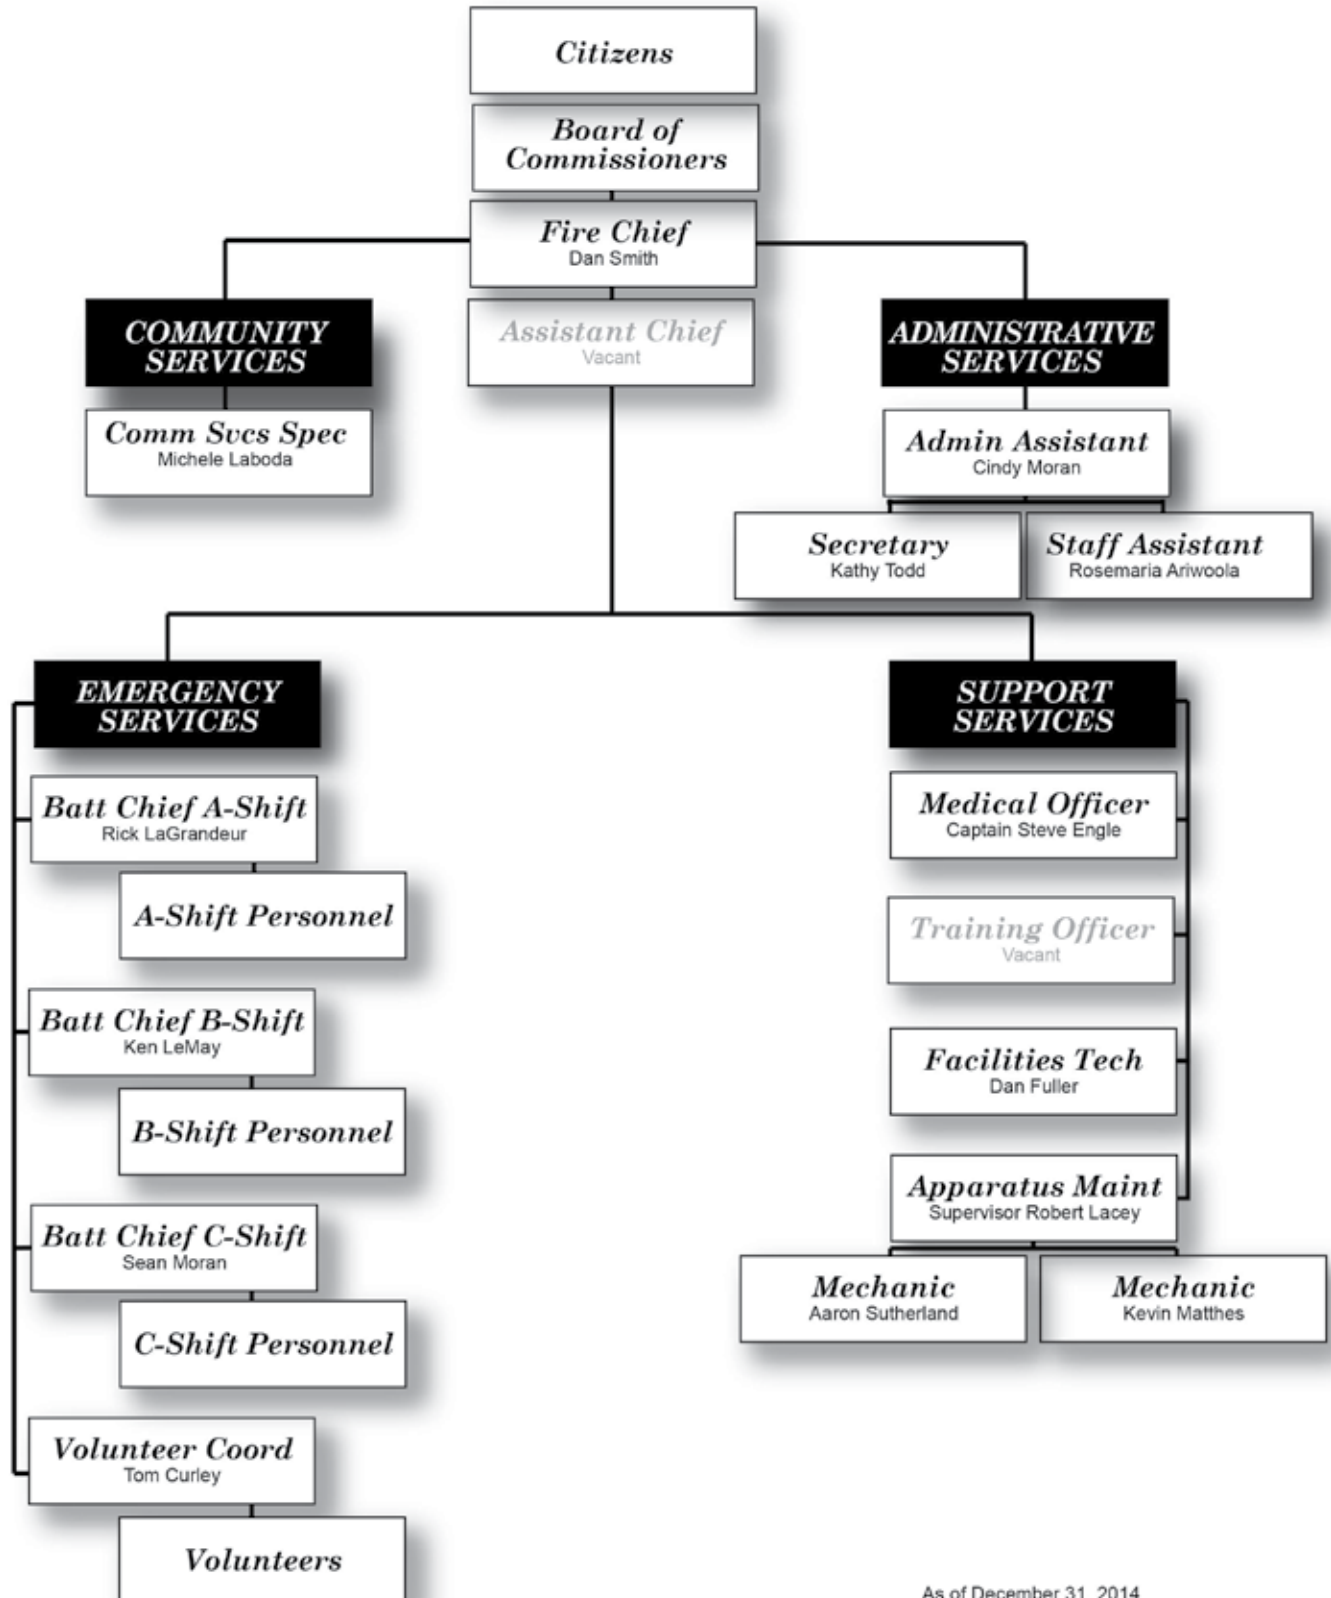 Citizens
Board of
Commissioners
Fire Chief
Dan Smith
Assistant Chief
Vacant
COMMUNITY
SERVICES
Comm Svcs Spec
Michele Laboda
ADMINISTRATIVE
SERVICES
Admin Assistant
Cindy Moran
Secretary
Kathy Todd
Staff Assistant
Rosemaria Ariwoola
EMERGENCY
SERVICES
Batt Chief A-Shift
Rick LaGrandeur
A-Shift Personnel
Batt Chief B-Shift
Ken LeMay
B-Shift Personnel
Batt Chief C-Shift
Sean Moran
C-Shift Personnel
Volunteer Coord
Tom Curley
Volunteers
SUPPORT
SERVICES
Medical Officer
Captain Steve Engle
Training Officer
Vacant
Facilities Tech
Dan Fuller
Apparatus Maint
Supervisor Robert Lacey
Mechanic
Aaron Sutherland
Mechanic
Kevin Matthes
As of December 31, 2014